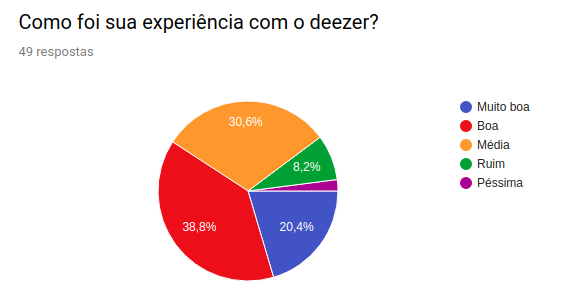 Como foi sua experiência com o deezer?
49 respostas
30,6%
8,2%
38,8%
20,4%
Muito boa
Boa
Média
Ruim
Péssima